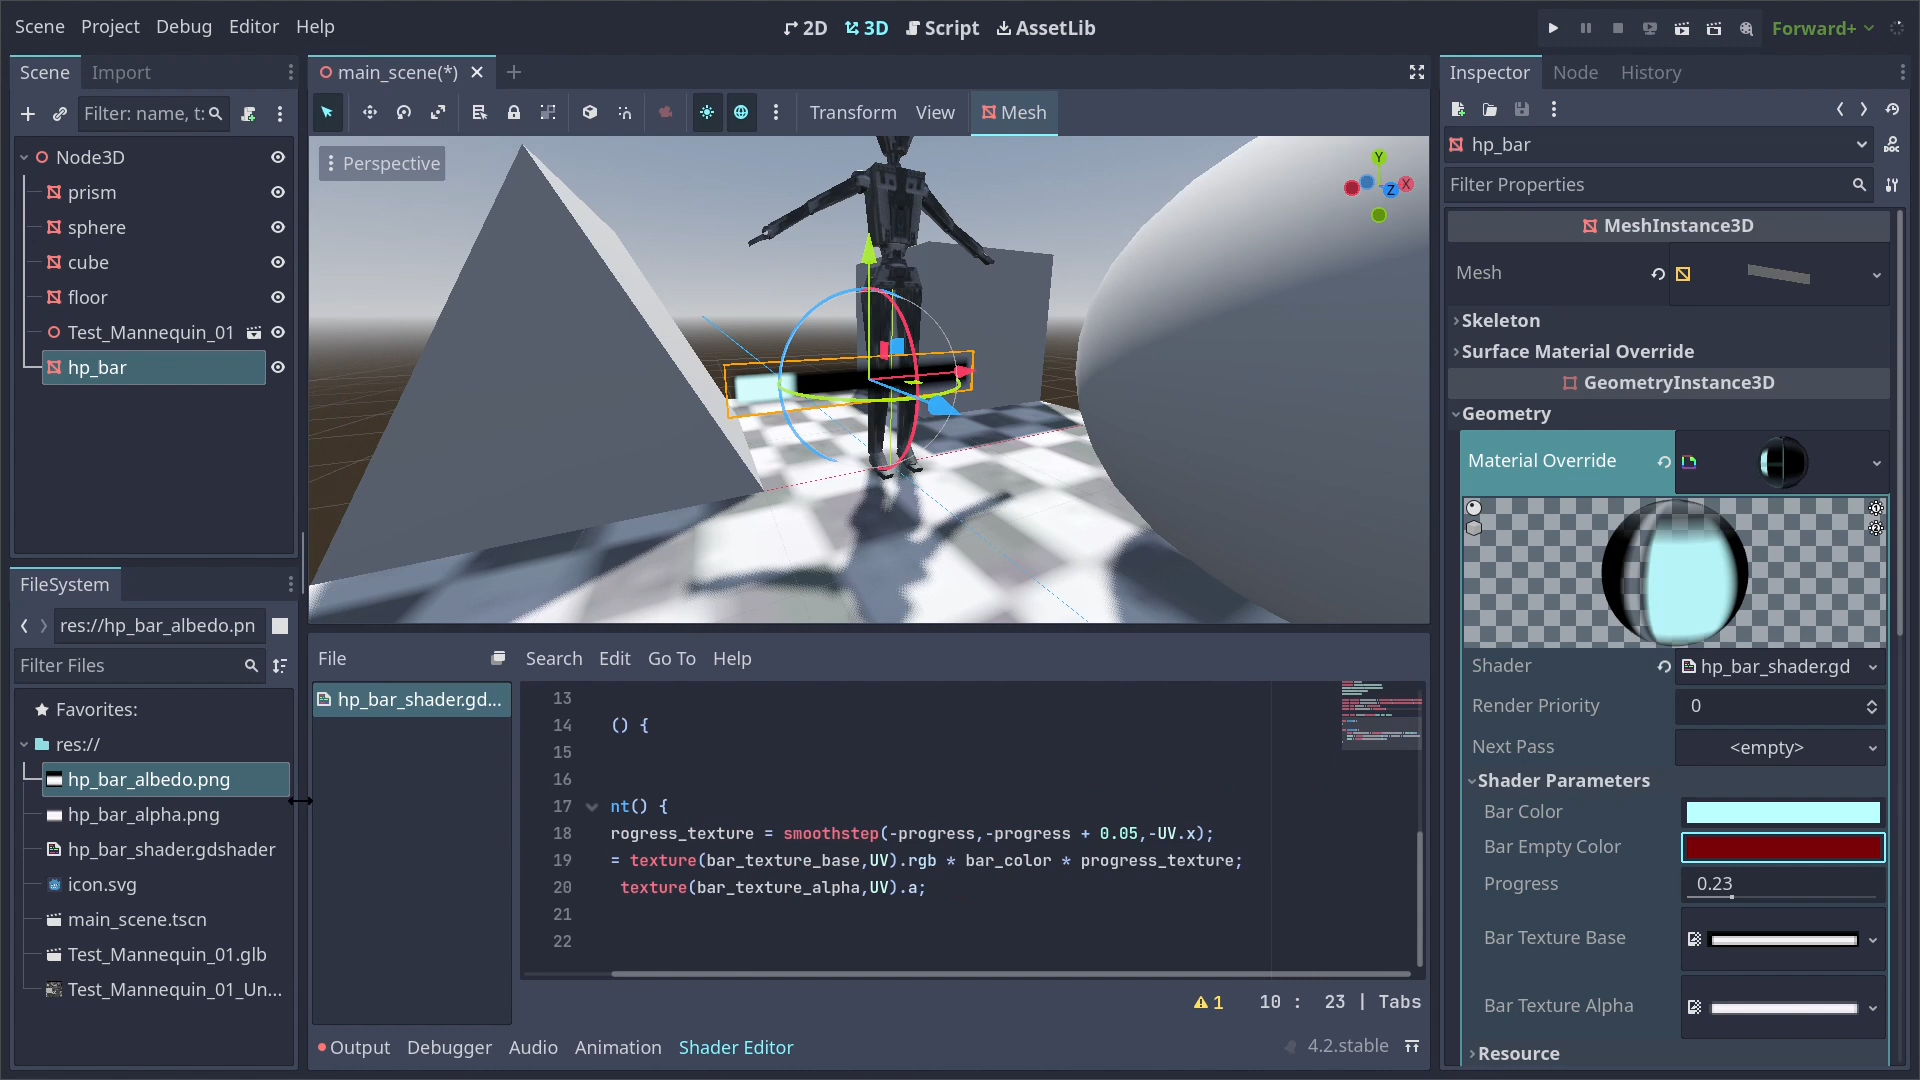 Scene Project Debug Editor Help
2D 3D Script AssetLib
Forward+
Scene Import
Filter: name, t:
Node3D
prism
sphere
cube
floor
Test_Mannequin_01
hp_bar
FileSystem
res://hp_bar_albedo.pn
Filter Files
Favorites:
res://
hp_bar_albedo.png
hp_bar_alpha.png
hp_bar_shader.gdshader
icon.svg
main_scene.tscn
Test_Mannequin_01.glb
Test_Mannequin_01_Un...
main_scene(*)
Transform View Mesh
Perspective
Y
Z X
File Search Edit Go To Help
hp_bar_shader.gd...
13
14 () {
15
16
17 nt() {
18 rogress_texture = smoothstep(-progress,-progress + 0.05,-UV.x);
19 = texture(bar_texture_base,UV).rgb * bar_color * progress_texture;
20 texture(bar_texture_alpha,UV).a;
21
22
1 10 : 23 | Tabs
Output Debugger Audio Animation Shader Editor
4.2.stable
Inspector Node History
hp_bar
Filter Properties
MeshInstance3D
Mesh
Skeleton
Surface Material Override
GeometryInstance3D
Geometry
Material Override
Shader hp_bar_shader.gd
Render Priority 0
Next Pass <empty>
Shader Parameters
Bar Color
Bar Empty Color
Progress 0.23
Bar Texture Base
Bar Texture Alpha
Resource